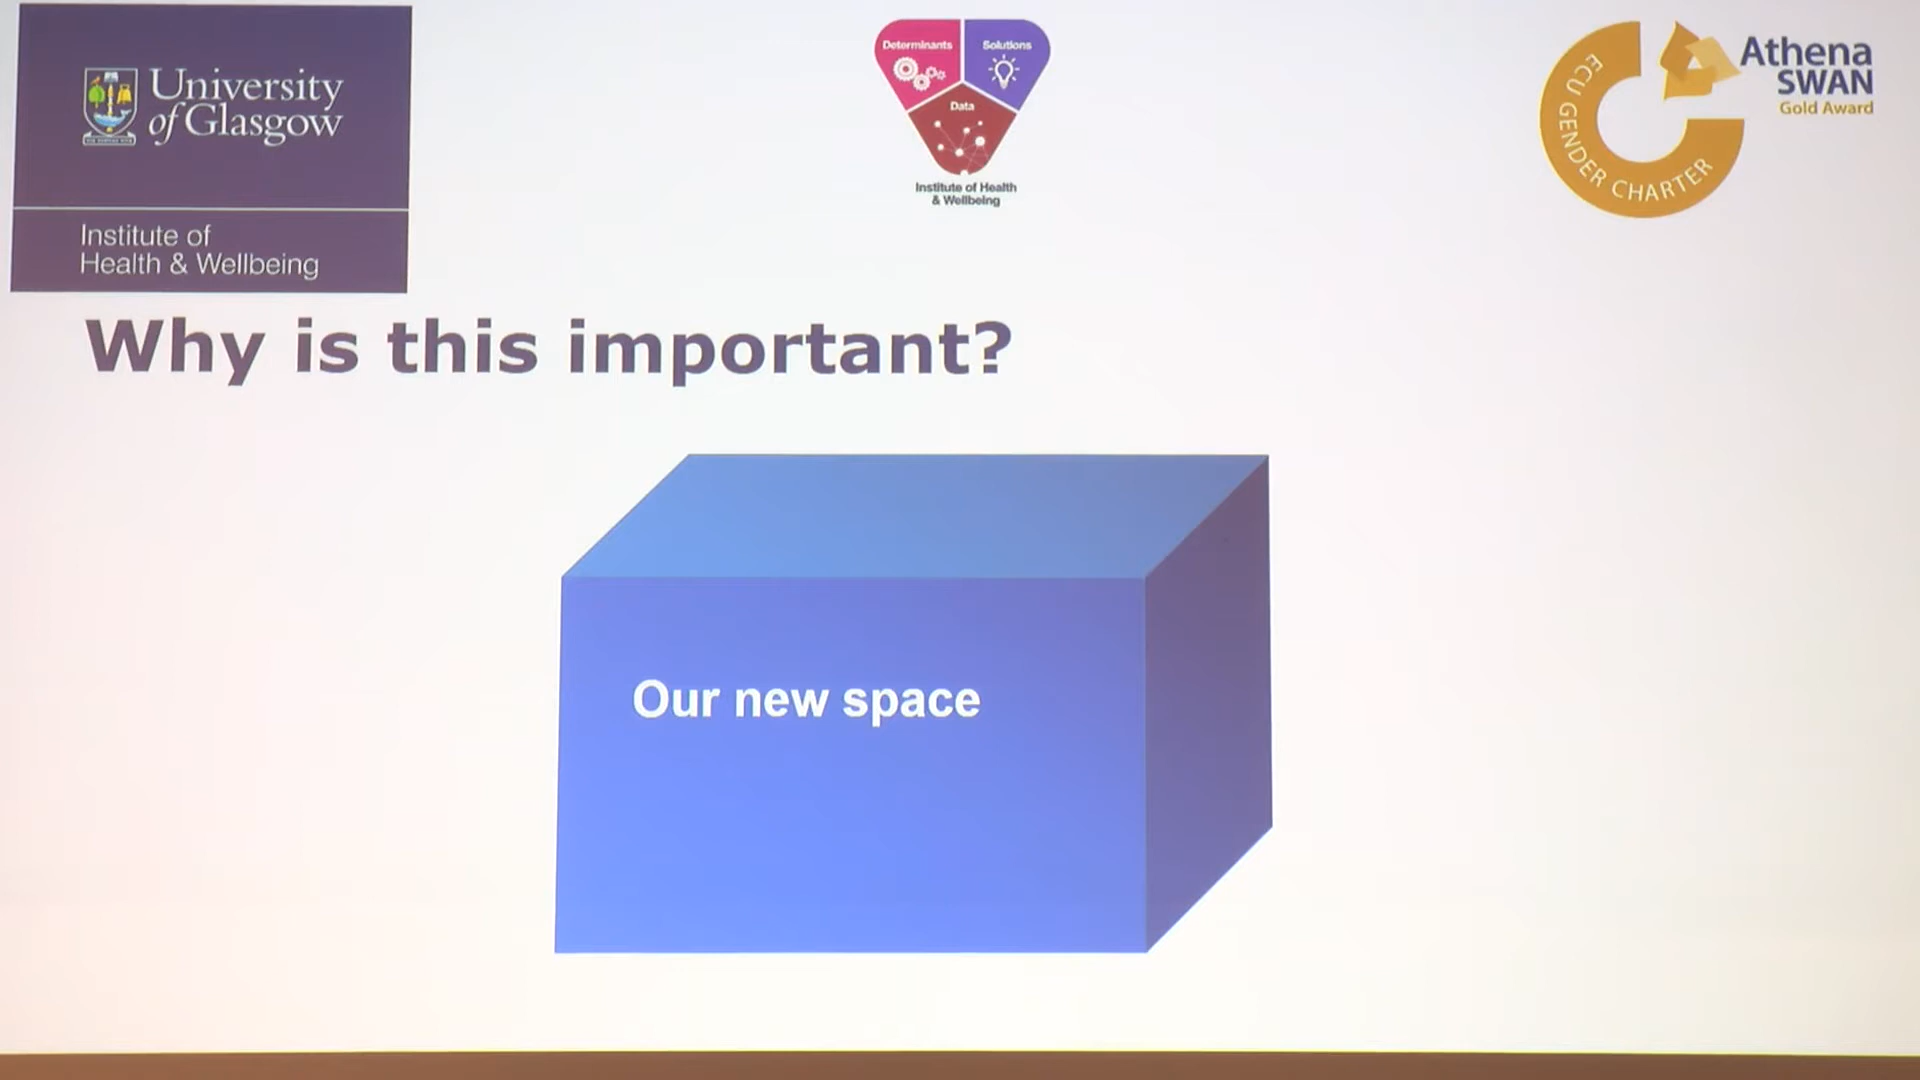 University
of Glasgow
Institute of
Health & Wellbeing
Determinants
Solutions
Data
Institute of Health
& Wellbeing
ECU GENDER CHARTER
Athena
SWAN
Gold Award
Why is this important?
Our new space